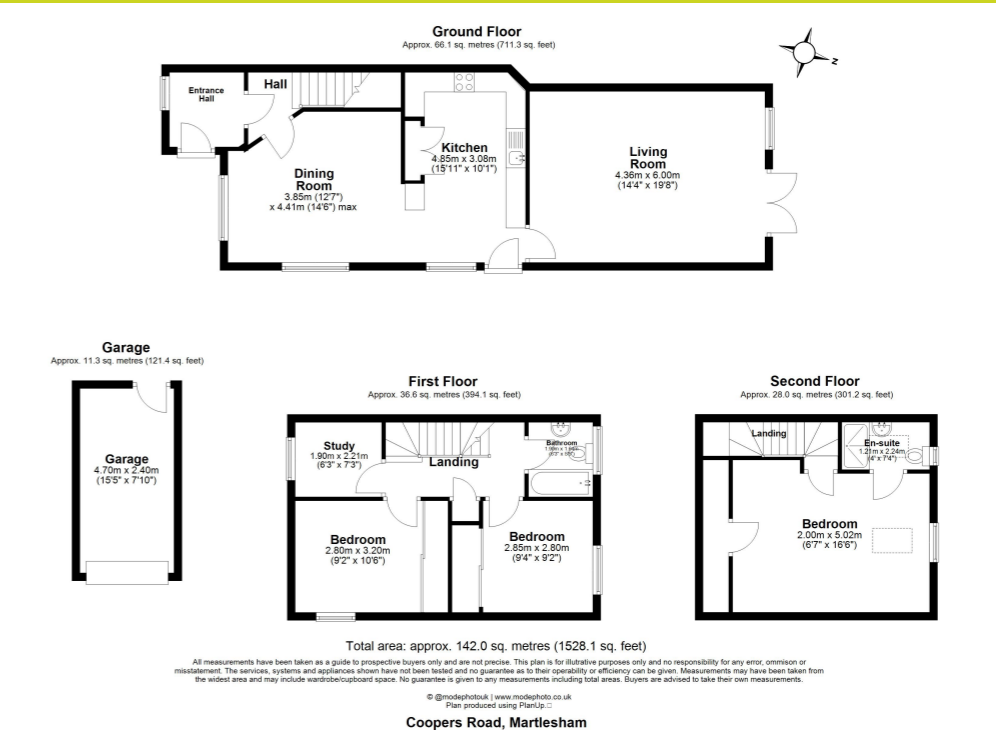 Ground Floor
Approx. 66.1 sq. metres (711.3 sq. feet)
N
Entrance
Hall
Hall
Kitchen
4.85m x 3.08m
(15'11" x 10'1")
Living
Room
4.36m x 6.00m
(14'4" x 19'8")
Dining
Room
3.85m (12'7")
x 4.41m (14'6") max
Garage
Approx. 11.3 sq. metres (121.4 sq. feet)
Garage
4.70m x 2.40m
(15'5" x 7'10")
First Floor
Approx. 36.6 sq. metres (394.1 sq. feet)
Study
1.90m x 2.21m
(6'3" x 7'3")
Landing
Bathroom
Bedroom
2.80m x 3.20m
(9'2" x 10'6")
Bedroom
2.85m x 2.80m
(9'4" x 9'2")
Second Floor
Approx. 28.0 sq. metres (301.2 sq. feet)
Landing
En-suite
1.21m x 2.24m
(4' x 7'4")
Bedroom
2.00m x 5.02m
(6'7" x 16'6")
Total area: approx. 142.0 sq. metres (1528.1 sq. feet)
All measurements have been taken as a guide to prospective buyers only and are not precise. This plan is for illutrative purposes only and no responsibility for any error, ommison or
misstatement. The services, systems and appliances shown have not been tested and no guarantee as to their operability or efficiency can be given. Measurements may have been taken from
the widest area and may include wardrobe/cupboard space. No guarantee is given to any measurements including total areas. Buyers are advised to take their own measurements.
© @modephotouk | www.modephoto.co.uk
Plan produced using PlanUp.
Coopers Road, Martlesham